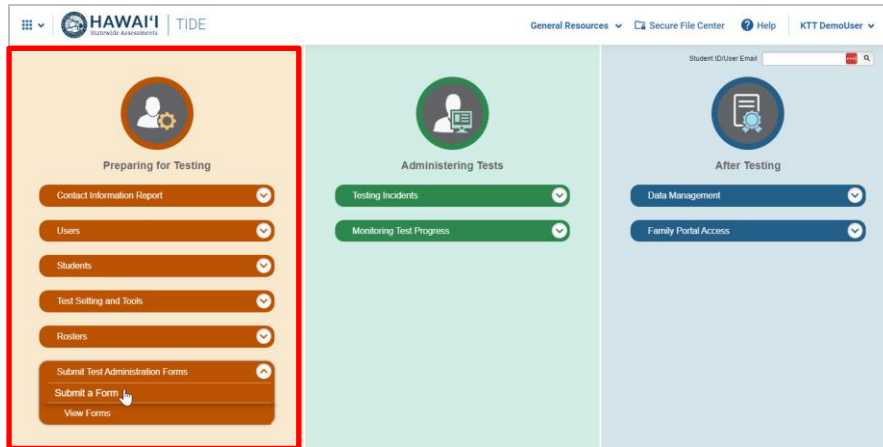 HAWAI'I
Statewide Assessments
TIDE
General Resources
Secure File Center
Help
KTT DemoUser
Student ID/User Email
Preparing for Testing
Contact Information Report
Users
Students
Test Setting and Tools
Rosters
Submit Test Administration Forms
Submit a Form
View Forms
Administering Tests
Testing Incidents
Monitoring Test Progress
After Testing
Data Management
Family Portal Access